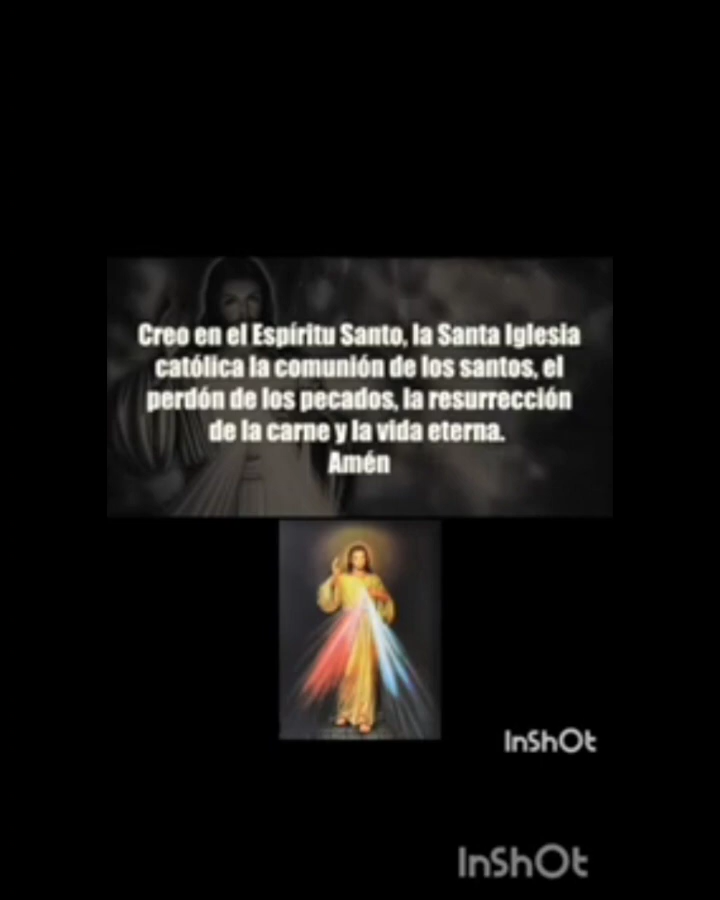 Creo en el Espíritu Santo, la Santa Iglesia
católica la comunión de los santos, el
perdón de los pecados, la resurrección
de la carne y la vida eterna.
Amén
InShOt
InShOt